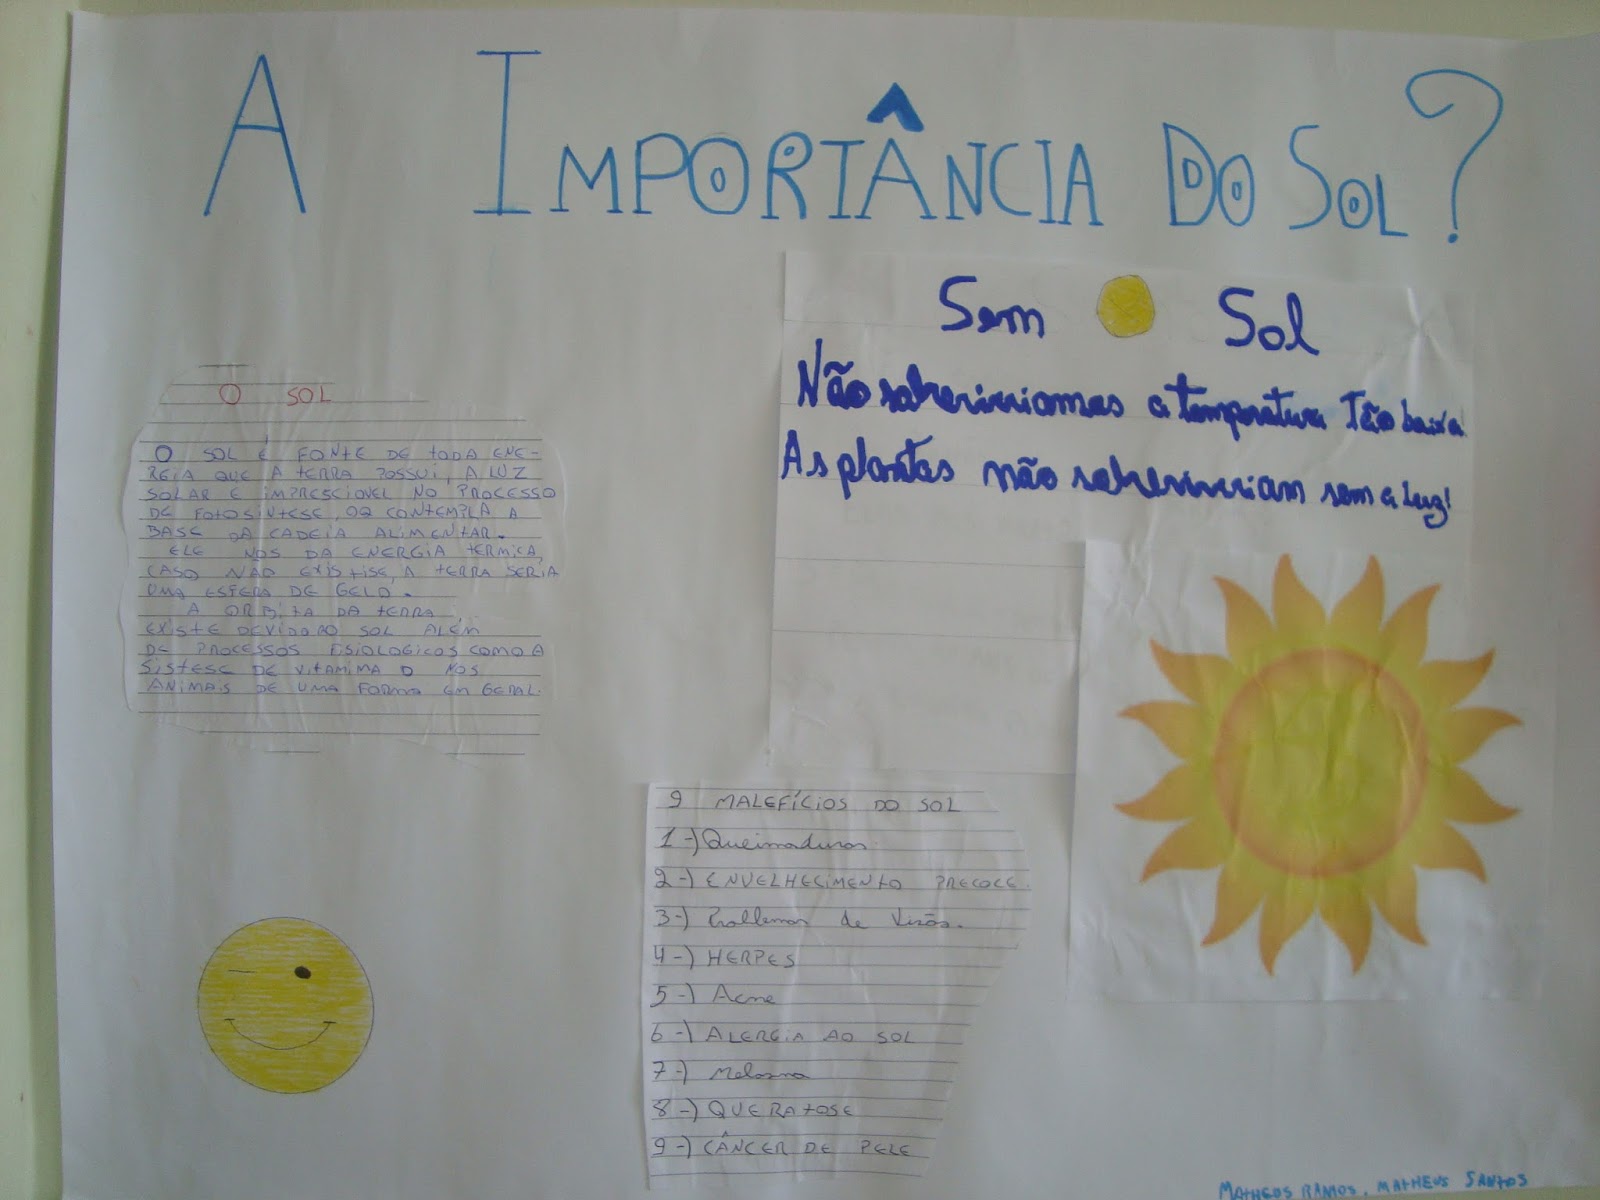 A IMPORTÂNCIA DO SOL?
Sem Sol
Não sobreviviriamos a temperatura Tão baixa
As plantas não sobreviviriam sem a Luz!
O SOL
O SOL É FONTE DE TODA ENE-
RGIA QUE A TERRA POSSUI, A LUZ
SOLAR E IMPRESCIOVEL NO PROCESSO
DE FOTOSINTESE, OQ CONTEMPLA A
BASE DA CADEIA ALIMENTAR.
ELE NOS DA ENERGIA TERMICA,
CASO NÃO EXISTISE, A TERRA SERIA
UMA ESFERA DE GELO.
A ORBITA DA TERRA
EXISTE DEVIDO AO SOL ALÉM
DE PROCESSOS FISIOLOGICOS COMO A
SISTESE DE VITAMIMA D NOS
ANIMAIS DE UMA FORMA EM GERAL.
9 MALEFÍCIOS DO SOL
1-) Queimaduras
2-) ENVELHECIMENTO PRECOCE.
3-) Problemas de Visão.
4-) HERPES
5-) Acne
6-) ALERGIA AO SOL
7-) Melasma
8-) QUERATOSE
9-) CÂNCER DE PELE
MATHEUS RAMOS, MATHEUS SANTOS